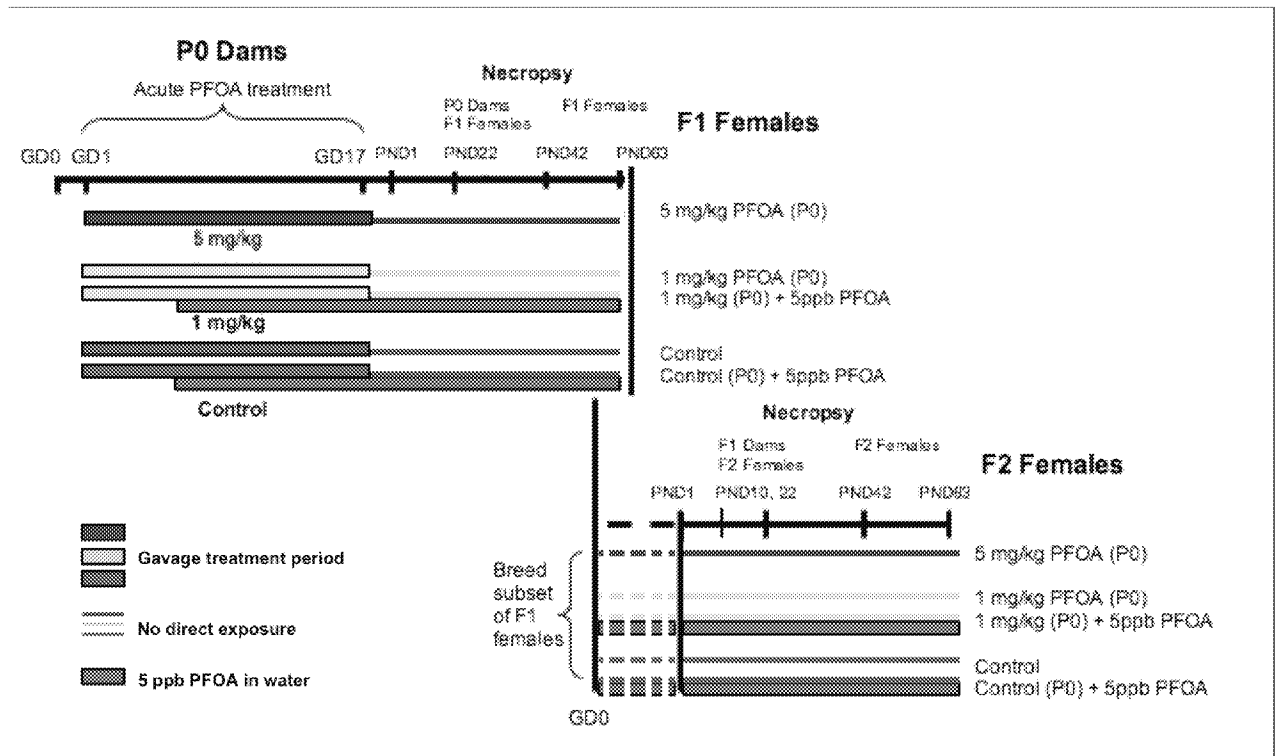 P0 Dams
Acute PFOA treatment
Necropsy
P0 Dams F1 Females
F1 Females
F1 Females
GD0 GD1 GD17 PND1 PND22 PND42 PND63
5 mg/kg PFOA (P0)
5 mg/kg
1 mg/kg PFOA (P0)
1 mg/kg (P0) + 5ppb PFOA
1 mg/kg
Control
Control (P0) + 5ppb PFOA
Control
Necropsy
F1 Dams F2 Females
F2 Females
F2 Females
PND1 PND10, 22 PND42 PND63
Gavage treatment period
No direct exposure
5 ppb PFOA in water
Breed
subset
of F1
females
5 mg/kg PFOA (P0)
1 mg/kg PFOA (P0)
1 mg/kg (P0) + 5ppb PFOA
Control
Control (P0) + 5ppb PFOA
GD0